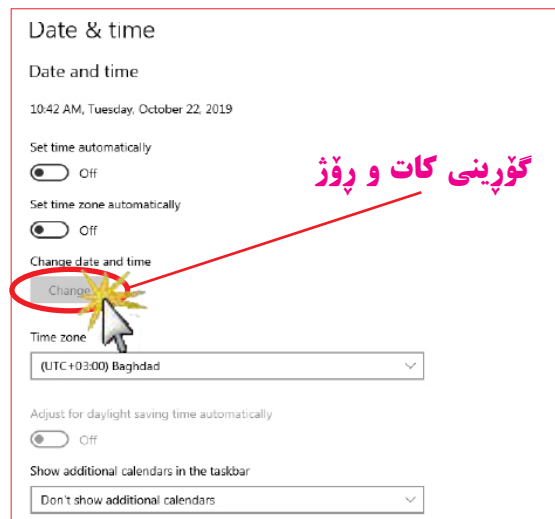 Date & time
Date and time
10:42 AM, Tuesday, October 22, 2019
Set time automatically
Off
گۆڕینی کات و ڕۆژ
Set time zone automatically
Off
Change date and time
Change
Time zone
(UTC+03:00) Baghdad
Adjust for daylight saving time automatically
Off
Show additional calendars in the taskbar
Don't show additional calendars